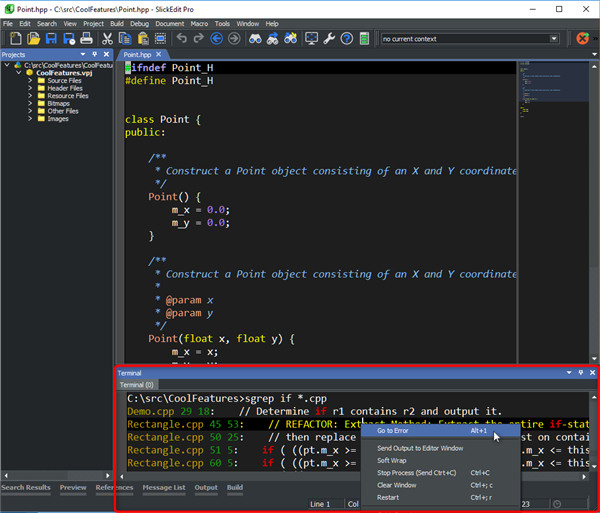 C:\src\CoolFeatures\Point.hpp - SlickEdit Pro
File Edit Search View Project Build Debug Document Macro Tools Window Help
no current context
Projects
C:\src\CoolFeatures\CoolFeatu
CoolFeatures.vpj
Source Files
Header Files
Resource Files
Bitmaps
Other Files
Images
Point.hpp
#ifndef Point_H
#define Point_H
class Point {
public:
/**
* Construct a Point object consisting of an X and Y coordinate
*/
Point() {
m_x = 0.0;
m_y = 0.0;
}
/**
* Construct a Point object consisting of an X and Y coordinate
*
* @param x
* @param y
*/
Point(float x, float y) {
m_x = x;
Terminal
Terminal (0)
C:\src\CoolFeatures>sgrep if *.cpp
Demo.cpp 29 18: // Determine if r1 contains r2 and output it.
Rectangle.cpp 45 53: // REFACTOR: Extract Method: Extract the entire if-stat
Rectangle.cpp 50 25: // then replace st on contai
Rectangle.cpp 51 5: if ( ((pt.m_x >= m_x <= this
Rectangle.cpp 60 5: if ( ((pt.m_x >= m_x <= this
Go to Error Alt+1
Send Output to Editor Window
Soft Wrap
Stop Process (Send Ctrl+C) Ctrl+C
Clear Window Ctrl+; c
Restart Ctrl+; r
Search Results Preview References Message List Output Build
Line 1 Col 23